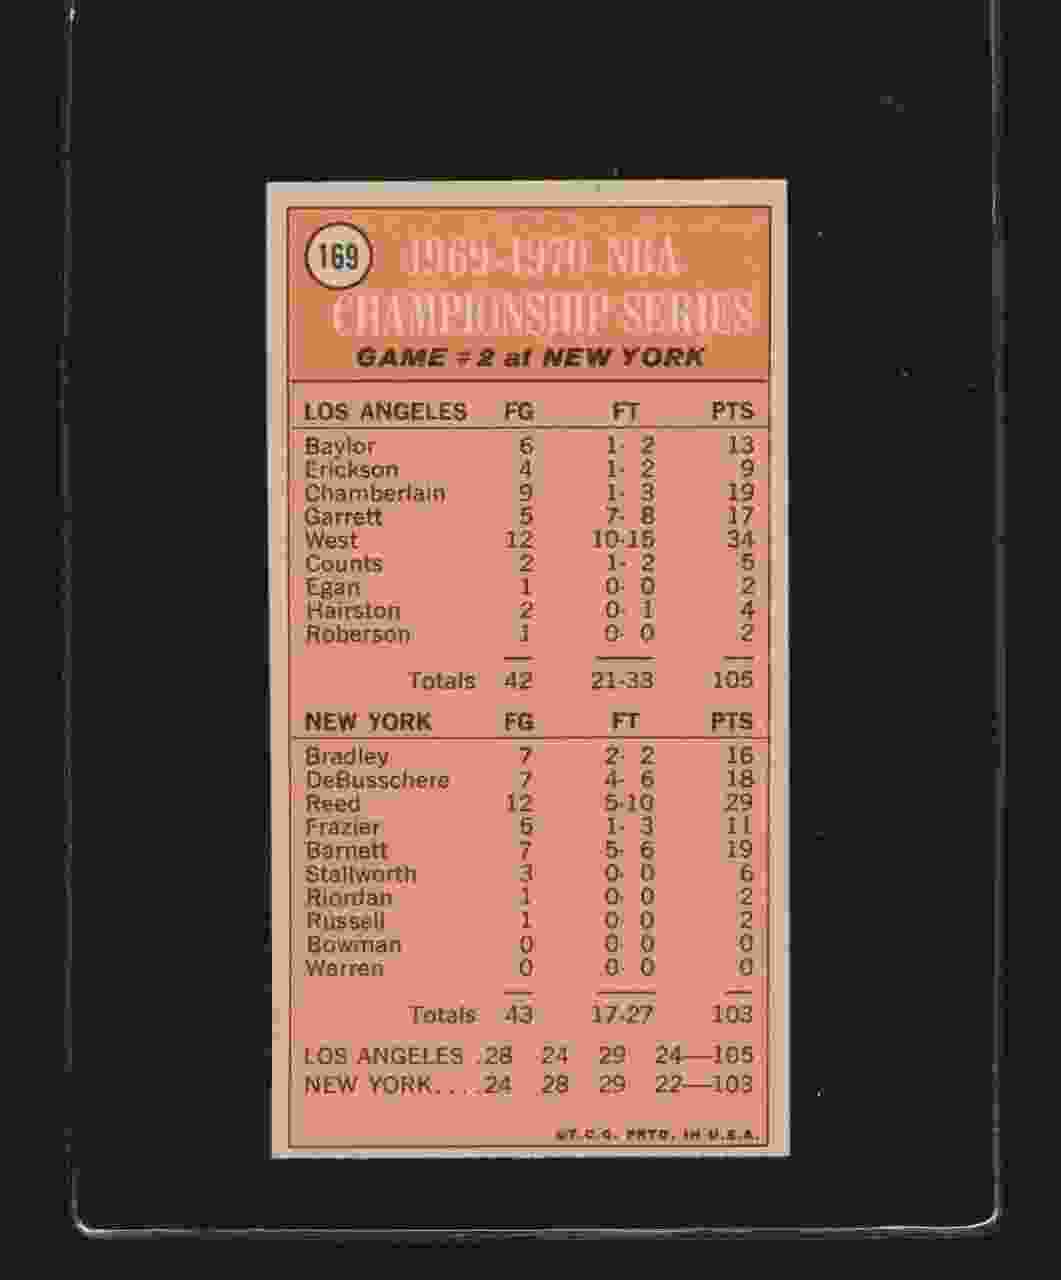 169
1969-1970 NBA
CHAMPIONSHIP SERIES
GAME #2 at NEW YORK
LOS ANGELES FG FT PTS
Baylor 6 1- 2 13
Erickson 4 1- 2 9
Chamberlain 9 1- 3 19
Garrett 5 7- 8 17
West 12 10-15 34
Counts 2 1- 2 5
Egan 1 0- 0 2
Hairston 2 0- 1 4
Roberson 1 0- 0 2
Totals 42 21-33 105
NEW YORK FG FT PTS
Bradley 7 2- 2 16
DeBusschere 7 4- 6 18
Reed 12 5-10 29
Frazier 5 1- 3 11
Barnett 7 5- 6 19
Stallworth 3 0- 0 6
Riordan 1 0- 0 2
Russell 1 0- 0 2
Bowman 0 0- 0 0
Warren 0 0- 0 0
Totals 43 17-27 103
LOS ANGELES .28 24 29 24—105
NEW YORK.... 24 28 29 22—103
©T.C.G. PRTD. IN U.S.A.